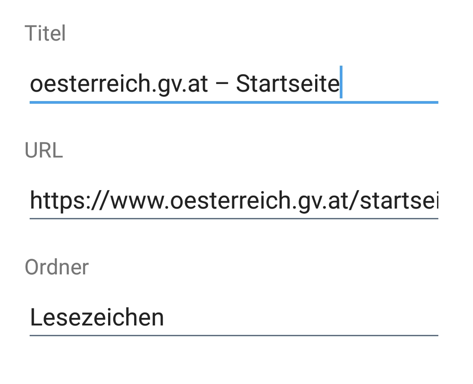 Titel
oesterreich.gv.at – Startseite
URL
https://www.oesterreich.gv.at/startsei
Ordner
Lesezeichen